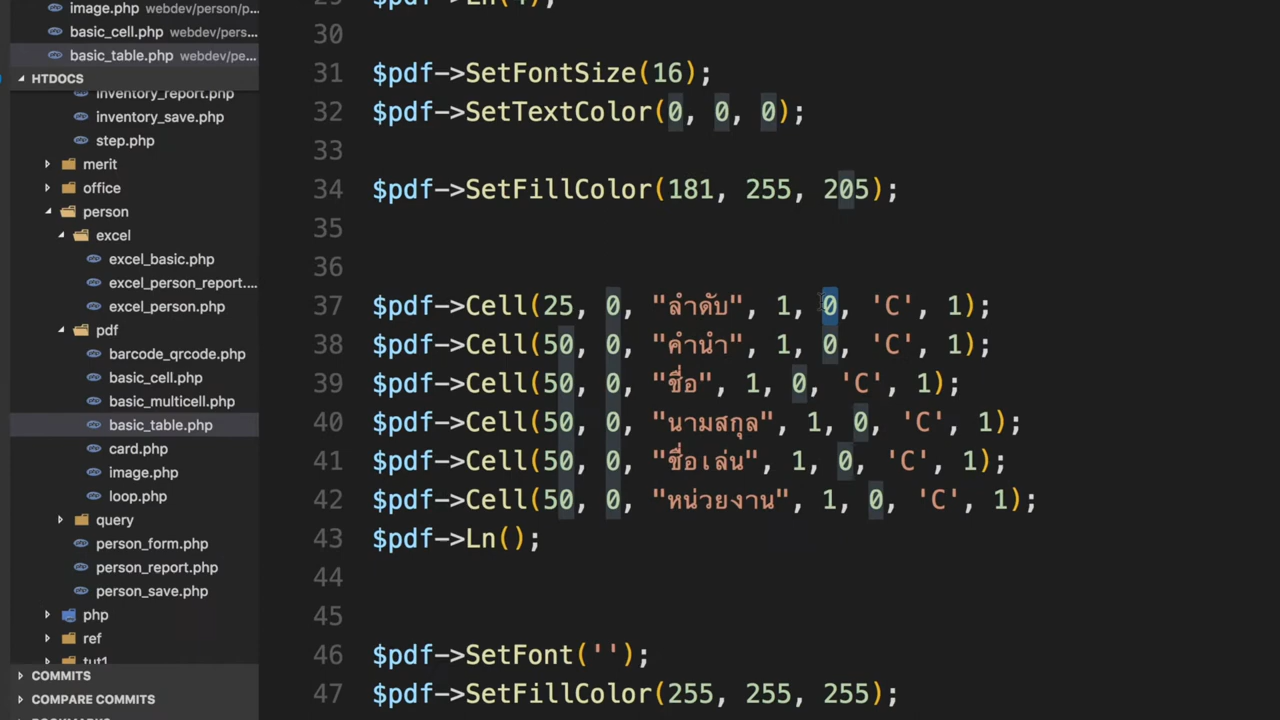 image.php webdev/person/p...
basic_cell.php webdev/pers...
basic_table.php webdev/pe...
HTDOCS
inventory_report.php
inventory_save.php
step.php
merit
office
person
excel
excel_basic.php
excel_person_report....
excel_person.php
pdf
barcode_qrcode.php
basic_cell.php
basic_multicell.php
basic_table.php
card.php
image.php
loop.php
query
person_form.php
person_report.php
person_save.php
php
ref
tut1
COMMITS
COMPARE COMMITS
29 $pdf->Ln(4);
30
31 $pdf->SetFontSize(16);
32 $pdf->SetTextColor(0, 0, 0);
33
34 $pdf->SetFillColor(181, 255, 205);
35
36
37 $pdf->Cell(25, 0, "ลำดับ", 1, 0, 'C', 1);
38 $pdf->Cell(50, 0, "คำนำ", 1, 0, 'C', 1);
39 $pdf->Cell(50, 0, "ชื่อ", 1, 0, 'C', 1);
40 $pdf->Cell(50, 0, "นามสกุล", 1, 0, 'C', 1);
41 $pdf->Cell(50, 0, "ชื่อเล่น", 1, 0, 'C', 1);
42 $pdf->Cell(50, 0, "หน่วยงาน", 1, 0, 'C', 1);
43 $pdf->Ln();
44
45
46 $pdf->SetFont('');
47 $pdf->SetFillColor(255, 255, 255);